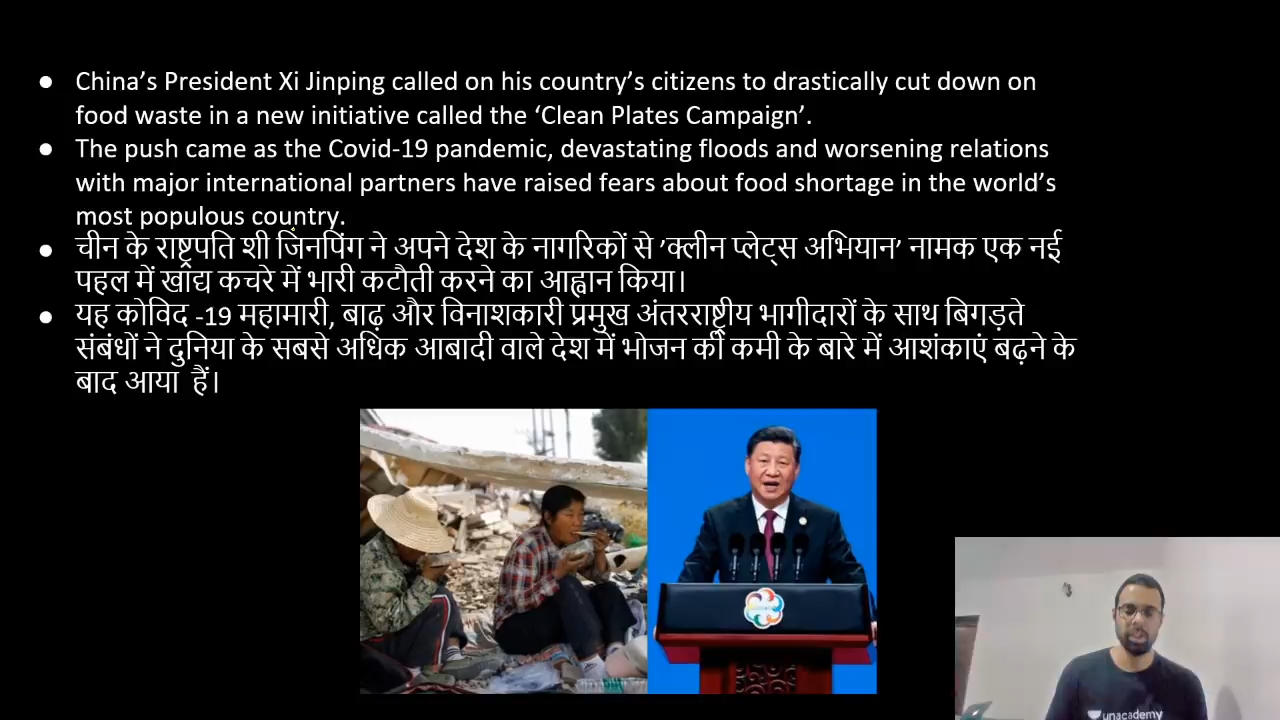 ● China’s President Xi Jinping called on his country’s citizens to drastically cut down on
food waste in a new initiative called the ‘Clean Plates Campaign’.
● The push came as the Covid-19 pandemic, devastating floods and worsening relations
with major international partners have raised fears about food shortage in the world’s
most populous country.
● चीन के राष्ट्रपति शी जिनपिंग ने अपने देश के नागरिकों से ’क्लीन प्लेट्स अभियान’ नामक एक नई
पहल में खाद्य कचरे में भारी कटौती करने का आह्वान किया।
● यह कोविद -19 महामारी, बाढ़ और विनाशकारी प्रमुख अंतरराष्ट्रीय भागीदारों के साथ बिगड़ते
संबंधों ने दुनिया के सबसे अधिक आबादी वाले देश में भोजन की कमी के बारे में आशंकाएं बढ़ने के
बाद आया हैं।
unacademy